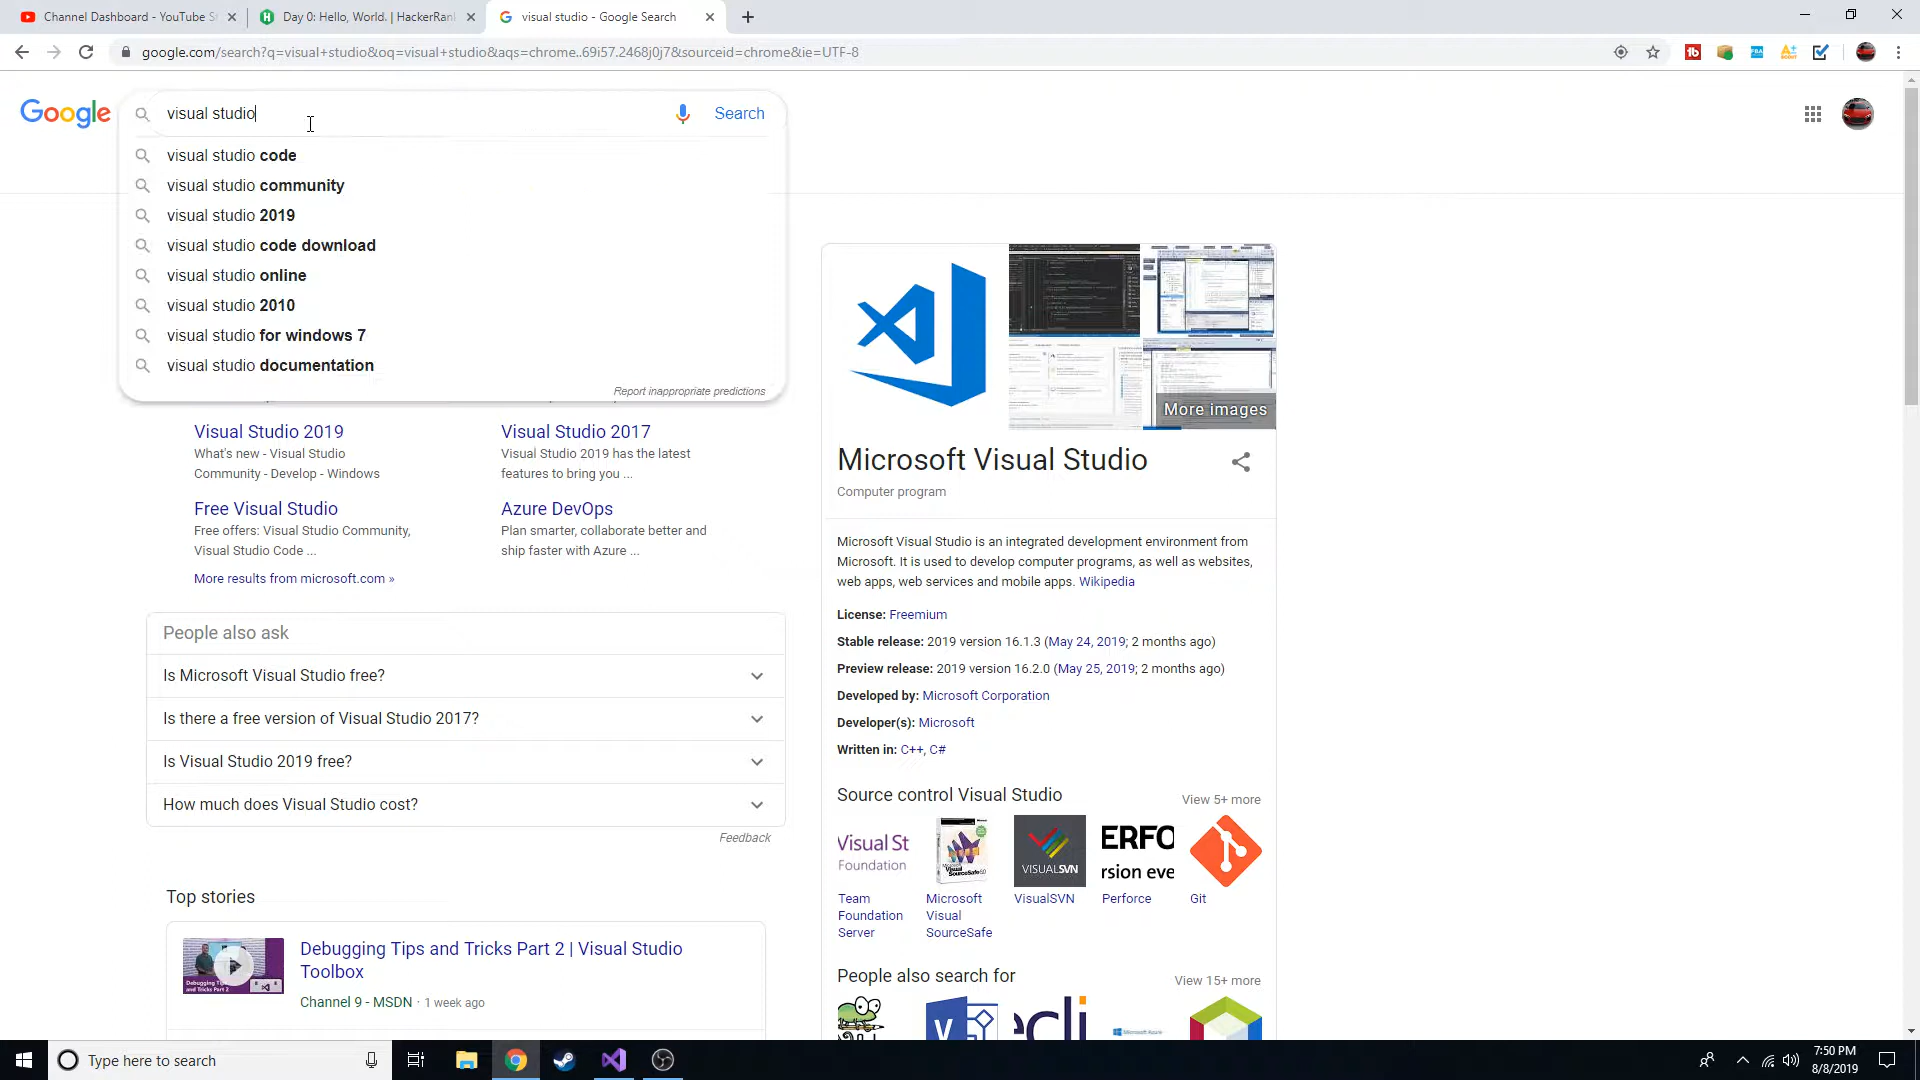 Channel Dashboard - YouTube S
Day 0: Hello, World. | HackerRan
visual studio - Google Search
google.com/search?q=visual+studio&oq=visual+studio&aqs=chrome..69i57.2468j0j7&sourceid=chrome&ie=UTF-8
Google
visual studio
Search
visual studio code
visual studio community
visual studio 2019
visual studio code download
visual studio online
visual studio 2010
visual studio for windows 7
visual studio documentation
Report inappropriate predictions
Visual Studio 2019
What's new - Visual Studio
Community - Develop - Windows
Visual Studio 2017
Visual Studio 2019 has the latest
features to bring you ...
Free Visual Studio
Free offers: Visual Studio Community,
Visual Studio Code ...
Azure DevOps
Plan smarter, collaborate better and
ship faster with Azure ...
More results from microsoft.com »
People also ask
Is Microsoft Visual Studio free?
Is there a free version of Visual Studio 2017?
Is Visual Studio 2019 free?
How much does Visual Studio cost?
Feedback
Top stories
Debugging Tips and Tricks Part 2 | Visual Studio
Toolbox
Channel 9 - MSDN · 1 week ago
More images
Microsoft Visual Studio
Computer program
Microsoft Visual Studio is an integrated development environment from
Microsoft. It is used to develop computer programs, as well as websites,
web apps, web services and mobile apps. Wikipedia
License: Freemium
Stable release: 2019 version 16.1.3 (May 24, 2019; 2 months ago)
Preview release: 2019 version 16.2.0 (May 25, 2019; 2 months ago)
Developed by: Microsoft Corporation
Developer(s): Microsoft
Written in: C++, C#
Source control Visual Studio
View 5+ more
Visual St
Foundation
VISUALSVN
ERFO
rsion eve
Team
Foundation
Server
Microsoft
Visual
SourceSafe
VisualSVN
Perforce
Git
People also search for
View 15+ more
ecli
Type here to search
7:50 PM
8/8/2019